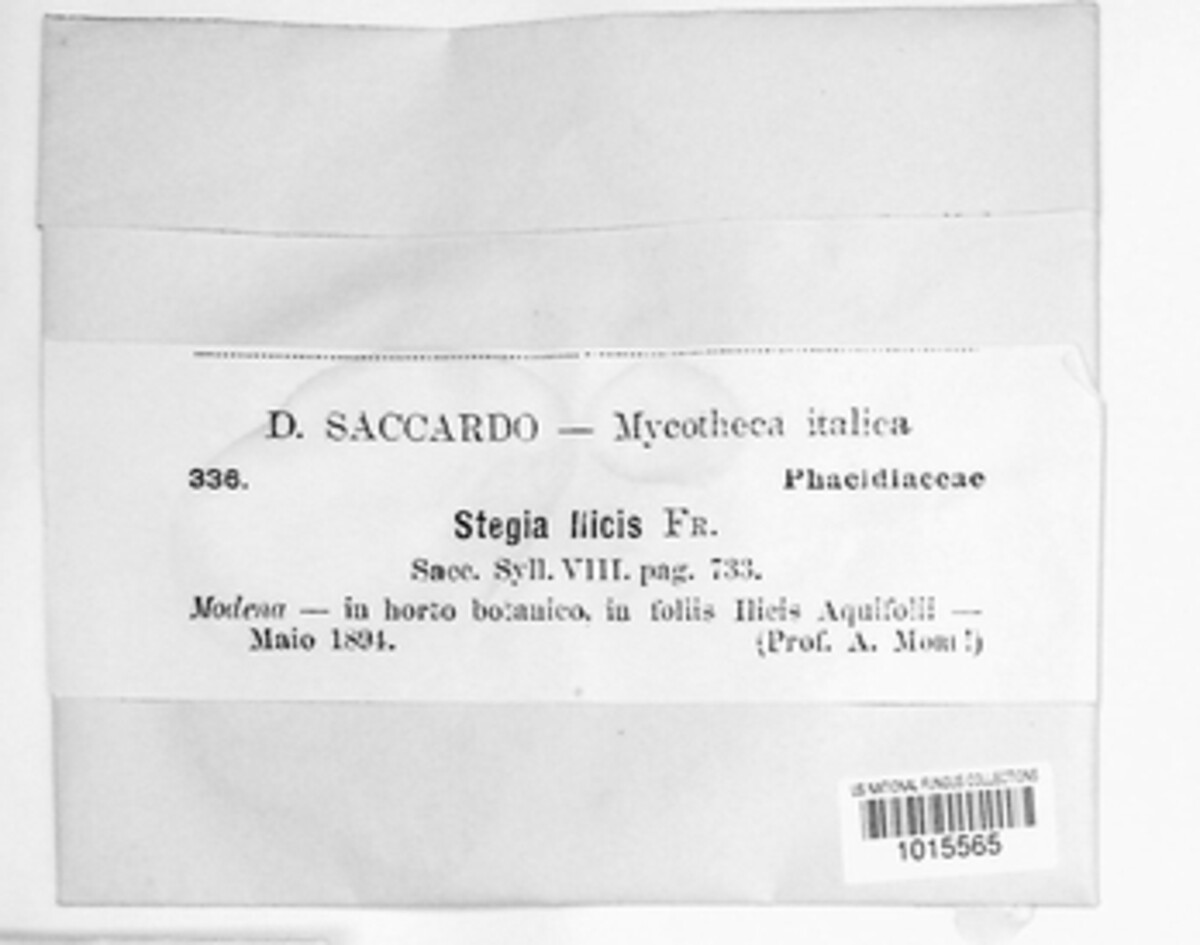 D. SACCARDO — Mycotheca italica
336. Phacidiaceae
Stegia Ilicis FR.
Sacc. Syll. VIII. pag. 733.
Modena — in horto botanico, in foliis Ilicis Aquifolii —
Maio 1894. (Prof. A. MORI!)
US NATIONAL FUNGUS COLLECTIONS
1015565